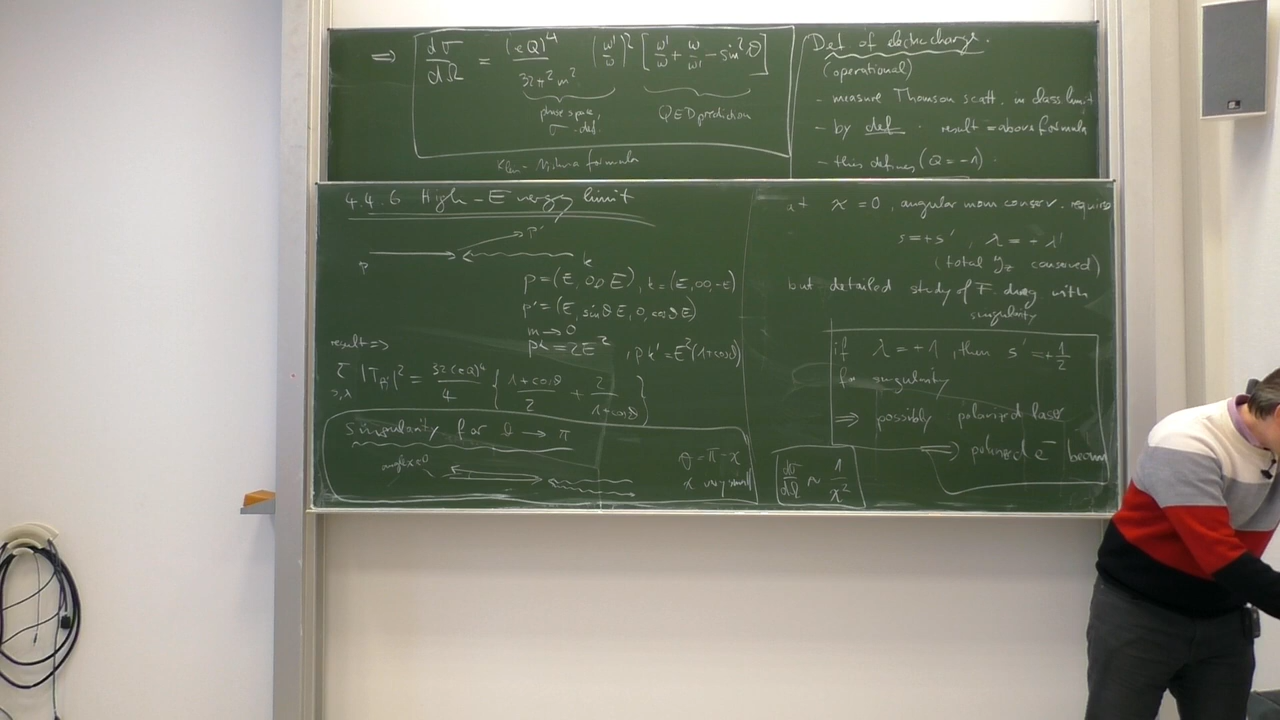 ⇒ dσ/dΩ = (eQ)⁴/32π²m² (ω'/ω)² [ω'/ω + ω/ω' − sin²θ]
phase space, σ-def.
QED prediction
Klein-Nishina formula
Def. of electr. charge.
(operational)
- measure Thomson scatt. in class limit
- by def. result = above formula
- this defines (Q = −1)
4.4.6 High-Energy limit
p'
p
k
p = (E, 0,0, E), k = (E, 0,0, −E)
p' = (E, sinθ E, 0, cosθ E)
m → 0
pk = 2E², pk' = E²(1+cosθ)
result ⇒
Σ |T_fi|² = 32(eQ)⁴/4 { (1+cosθ)/2 + 2/(1+cosθ) }
s,λ
Singularity for θ → π
angle x≠0
θ = π − x
x very small
at x = 0, angular mom conserv. requires
s = +s', λ = +λ'
(total J_z conserved)
but detailed study of F. diag. with
singularity
if λ = +1, then s' = +1/2
for singularity
⇒ possibly polarized laser
⇒ polarized e⁻ beam
dσ/dΩ ~ 1/x²